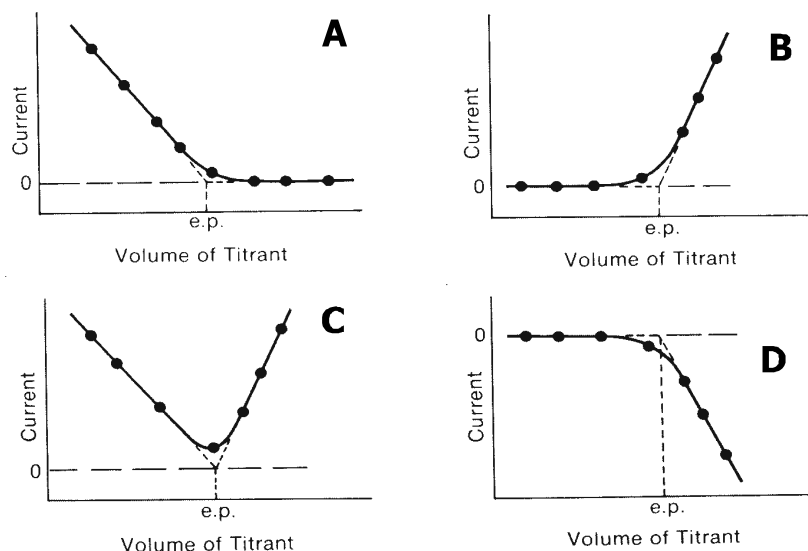 A
Current
0
e.p.
Volume of Titrant
B
Current
0
e.p.
Volume of Titrant
C
Current
0
e.p.
Volume of Titrant
D
Current
0
e.p.
Volume of Titrant